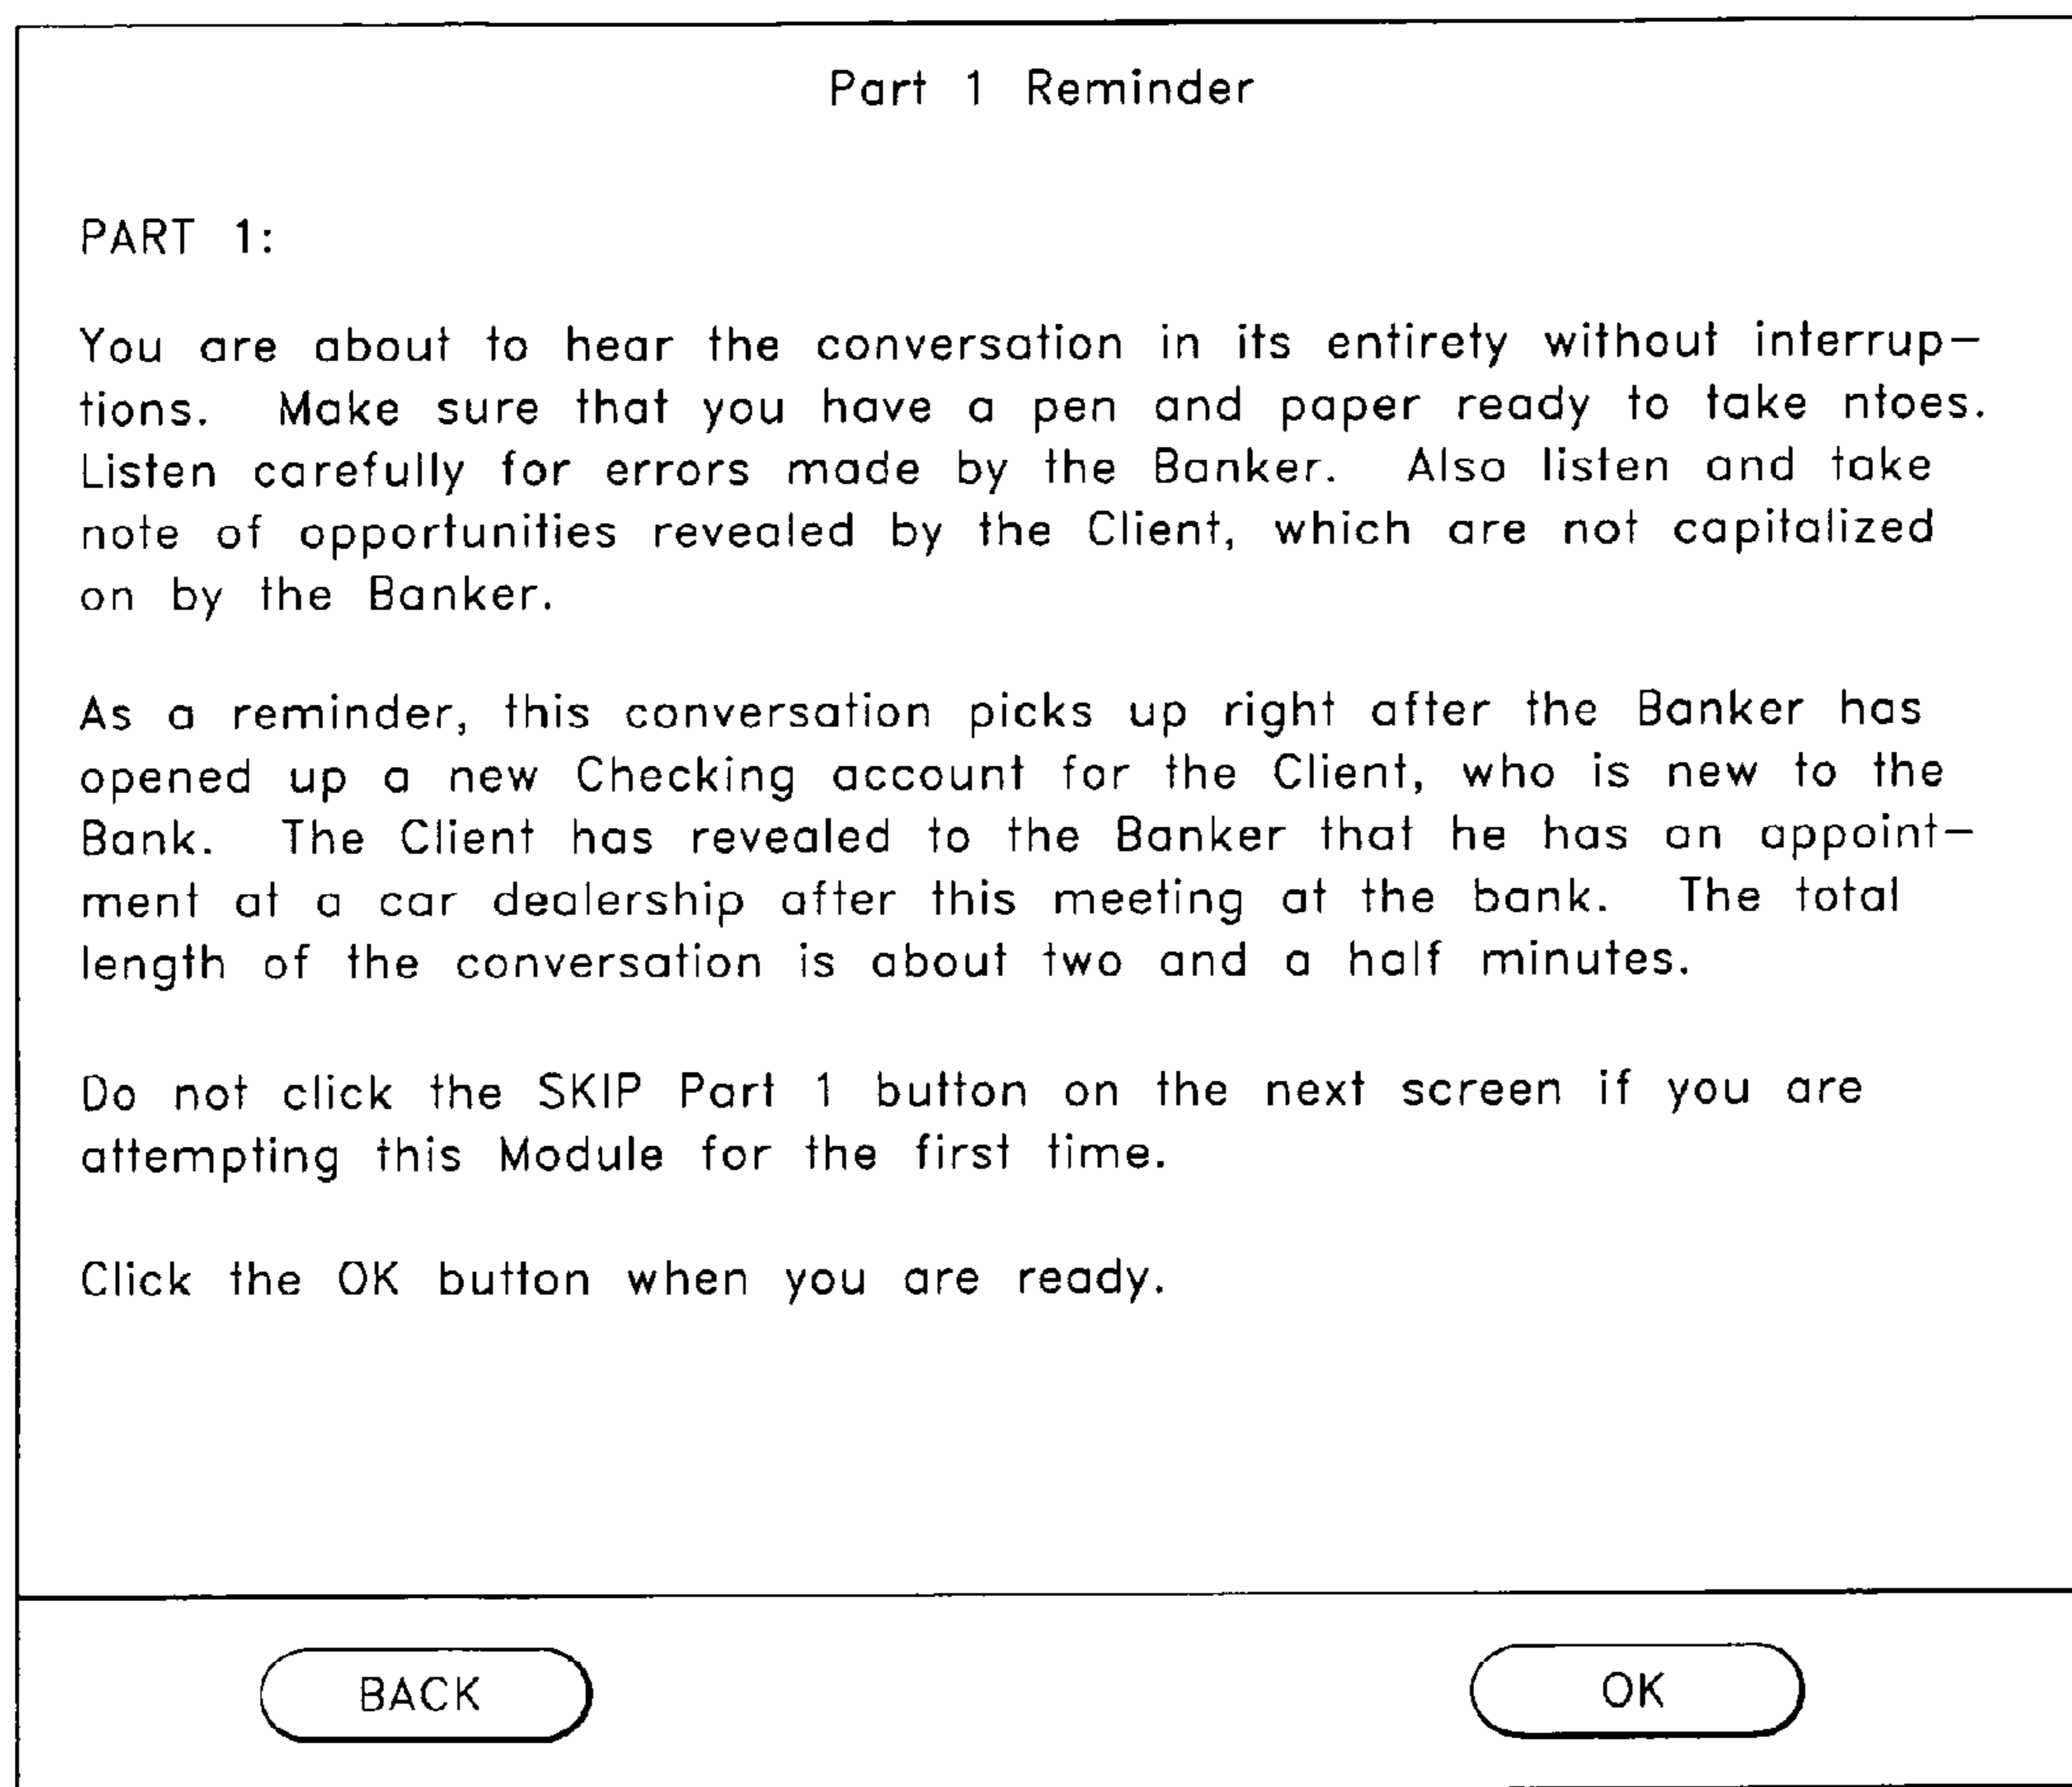 Part 1 Reminder
PART 1:
You are about to hear the conversation in its entirety without interrup-
tions. Make sure that you have a pen and paper ready to take ntoes.
Listen carefully for errors made by the Banker. Also listen and take
note of opportunities revealed by the Client, which are not capitalized
on by the Banker.
As a reminder, this conversation picks up right after the Banker has
opened up a new Checking account for the Client, who is new to the
Bank. The Client has revealed to the Banker that he has an appoint-
ment at a car dealership after this meeting at the bank. The total
length of the conversation is about two and a half minutes.
Do not click the SKIP Part 1 button on the next screen if you are
attempting this Module for the first time.
Click the OK button when you are ready.
BACK
OK